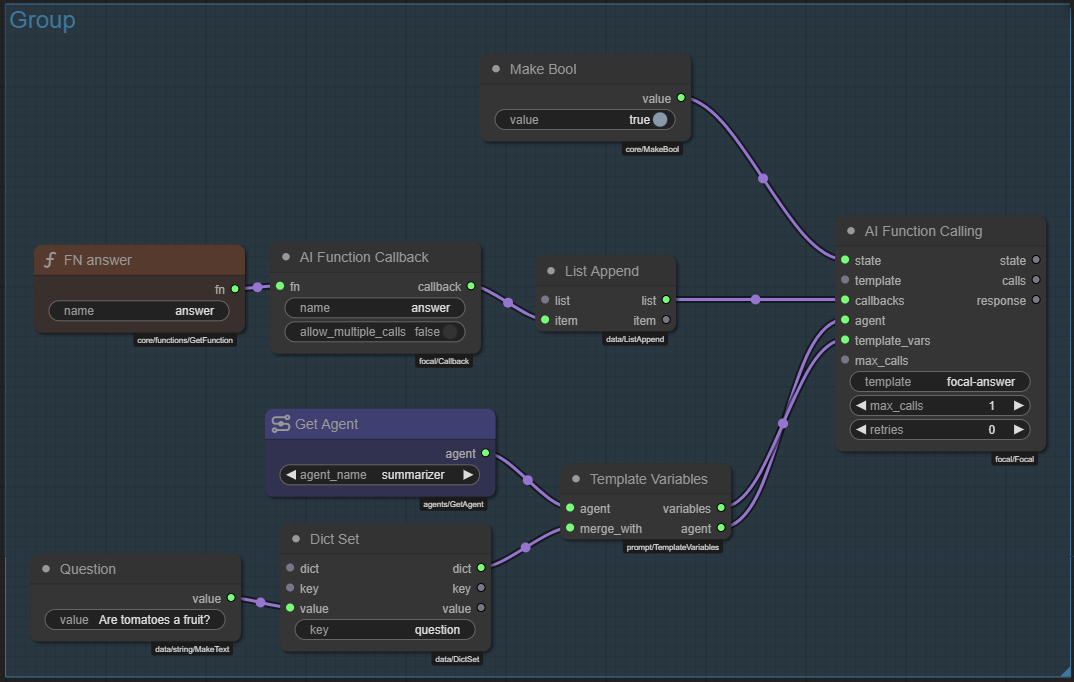 Group
Make Bool
value
value true
core/MakeBool
FN answer
fn
name answer
core/functions/GetFunction
AI Function Callback
fn callback
name answer
allow_multiple_calls false
focal/Callback
List Append
list list
item item
data/ListAppend
AI Function Calling
state state
template calls
callbacks response
agent
template_vars
max_calls
template focal-answer
max_calls 1
retries 0
focal/Focal
Get Agent
agent
agent_name summarizer
agents/GetAgent
Template Variables
agent variables
merge_with agent
prompt/TemplateVariables
Question
value
value Are tomatoes a fruit?
data/string/MakeText
Dict Set
dict dict
key key
value value
key question
data/DictSet